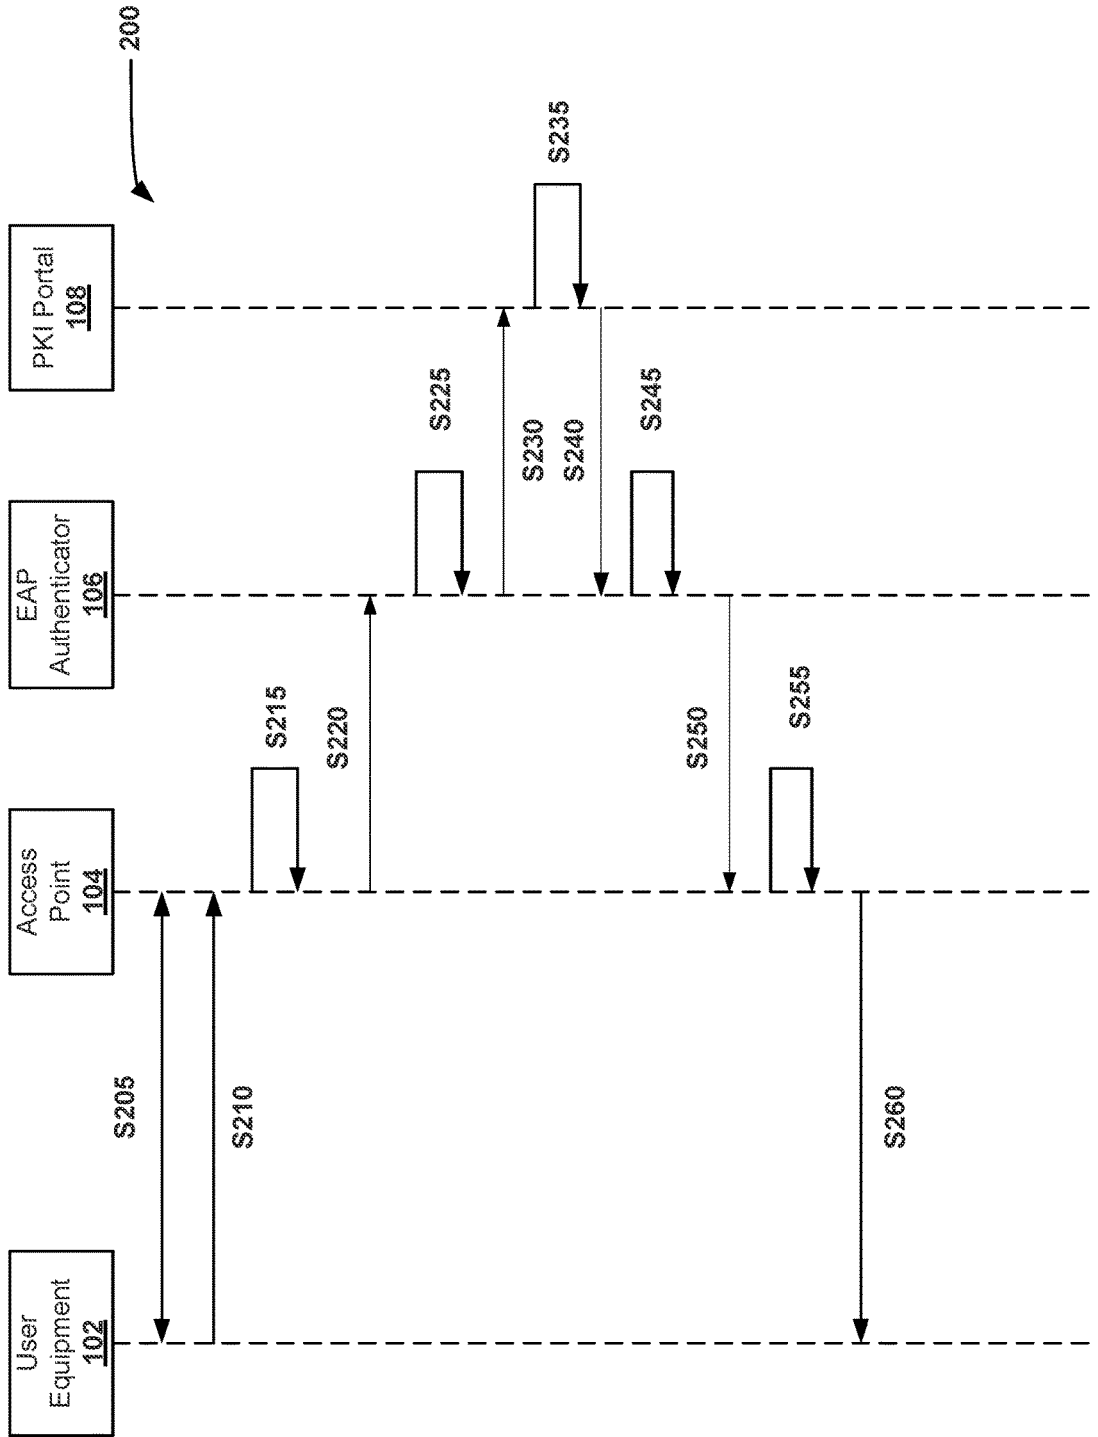 200
User
Equipment
102
Access
Point
104
EAP
Authenticator
106
PKI Portal
108
S205
S210
S215
S220
S225
S230
S235
S240
S245
S250
S255
S260